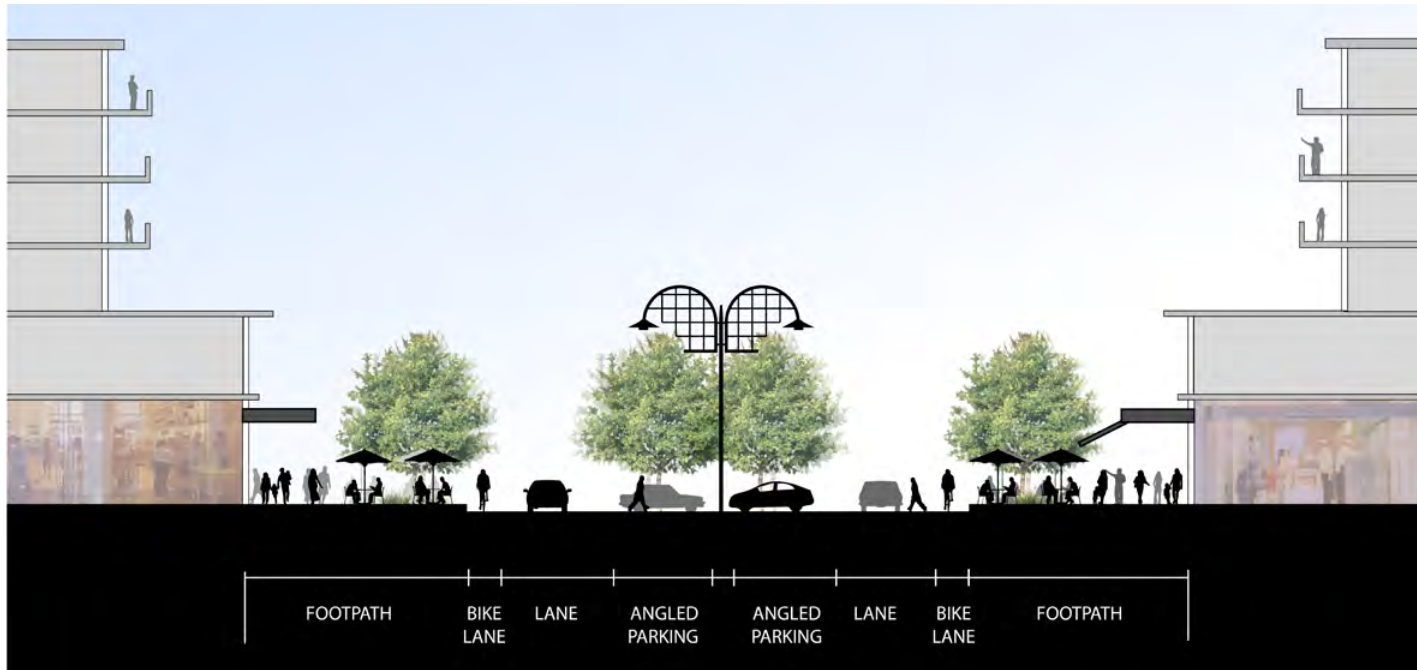 FOOTPATH
BIKE
LANE
LANE
ANGLED
PARKING
ANGLED
PARKING
LANE
BIKE
LANE
FOOTPATH